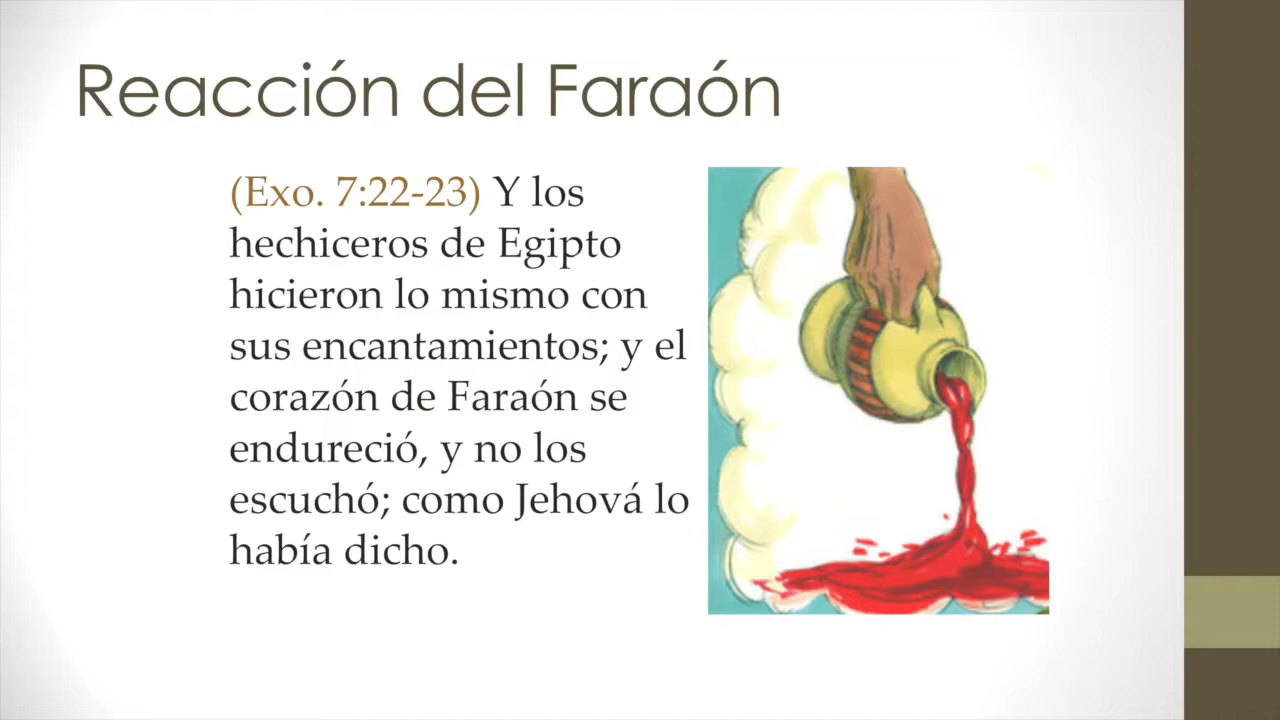 Reacción del Faraón
(Exo. 7:22-23) Y los
hechiceros de Egipto
hicieron lo mismo con
sus encantamientos; y el
corazón de Faraón se
endureció, y no los
escuchó; como Jehová lo
había dicho.